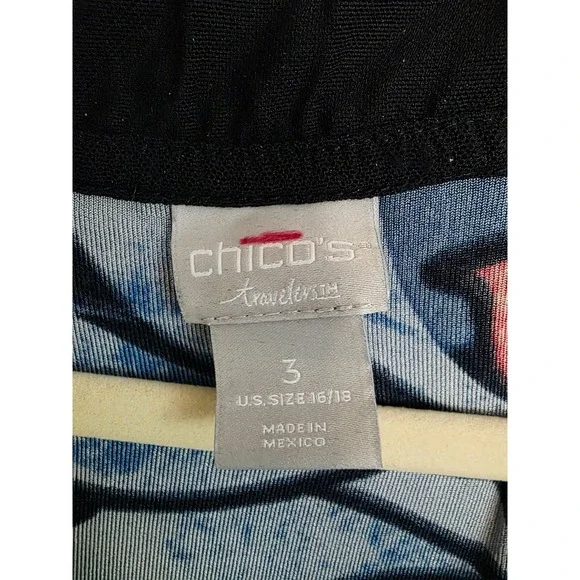 chico's
travelers™
3
U.S. SIZE 16/18
MADE IN
MEXICO